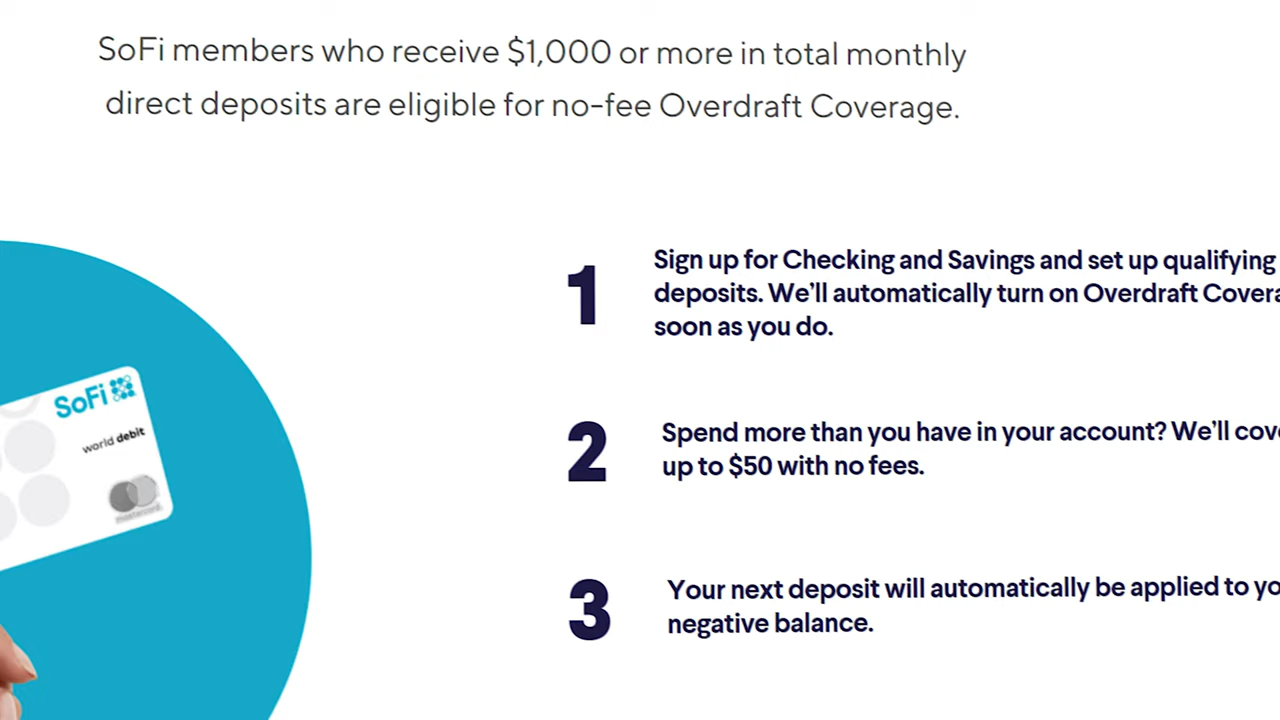 SoFi members who receive $1,000 or more in total monthly
direct deposits are eligible for no-fee Overdraft Coverage.
1
Sign up for Checking and Savings and set up qualifying
deposits. We'll automatically turn on Overdraft
soon as you do.
SoFi
world debit
mastercard
2
Spend more than you have in your account? We'll
up to $50 with no fees.
3
Your next deposit will automatically be applied to
negative balance.